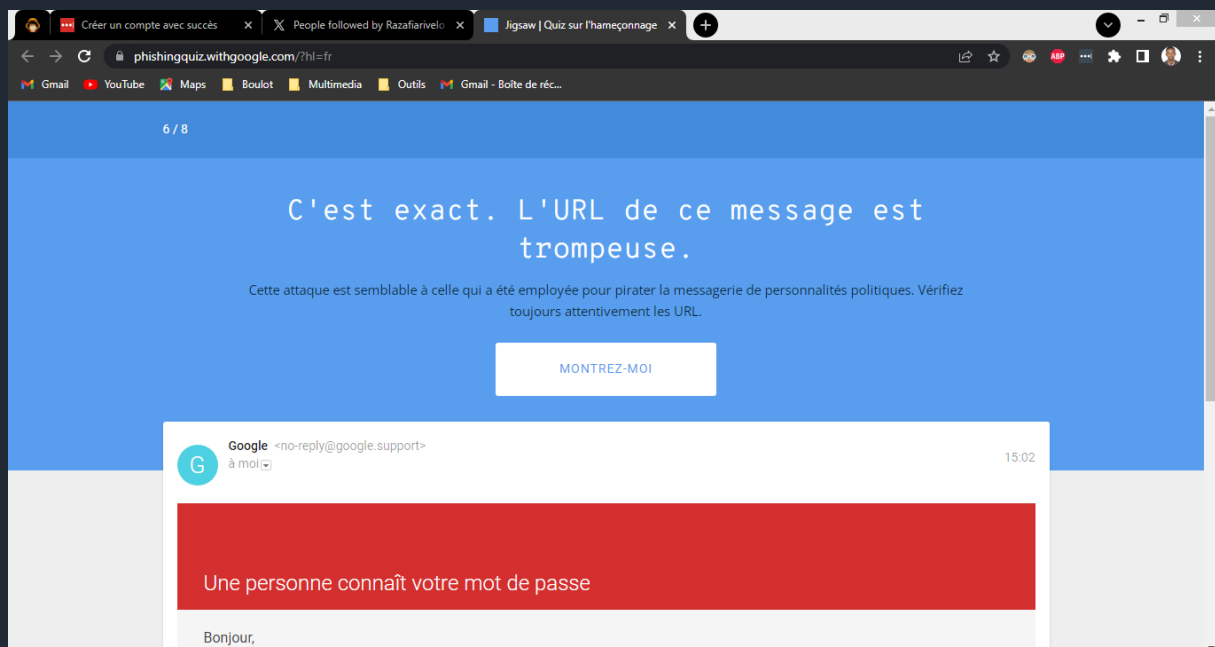 Créer un compte avec succès
People followed by Razafiarivelo
Jigsaw | Quiz sur l'hameçonnage
phishingquiz.withgoogle.com/?hl=fr
ABP
Gmail YouTube Maps Boulot Multimedia Outils Gmail - Boîte de réc...
6 / 8
C'est exact. L'URL de ce message est
trompeuse.
Cette attaque est semblable à celle qui a été employée pour pirater la messagerie de personnalités politiques. Vérifiez
toujours attentivement les URL.
MONTREZ-MOI
G
Google <no-reply@google.support>
à moi
15:02
Une personne connaît votre mot de passe
Bonjour,